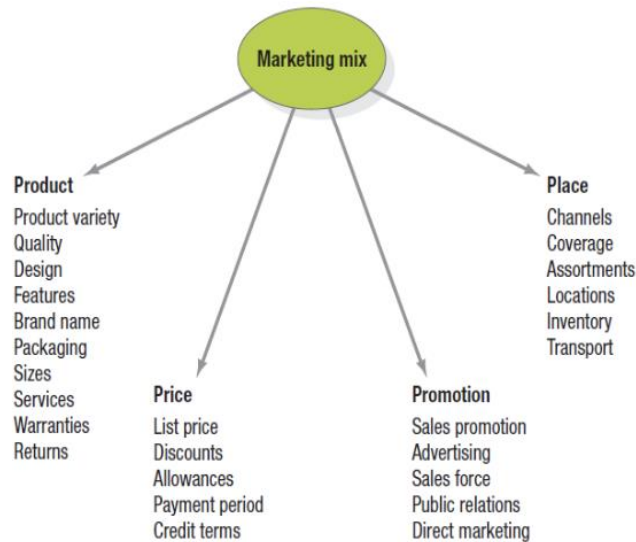 Marketing mix
Product
Product variety
Quality
Design
Features
Brand name
Packaging
Sizes
Services
Warranties
Returns
Price
List price
Discounts
Allowances
Payment period
Credit terms
Promotion
Sales promotion
Advertising
Sales force
Public relations
Direct marketing
Place
Channels
Coverage
Assortments
Locations
Inventory
Transport